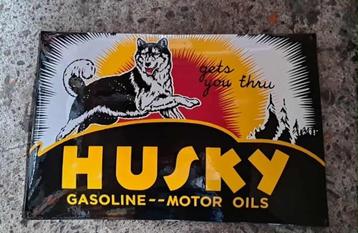 gets
you thru
HUSKY
GASOLINE--MOTOR OILS